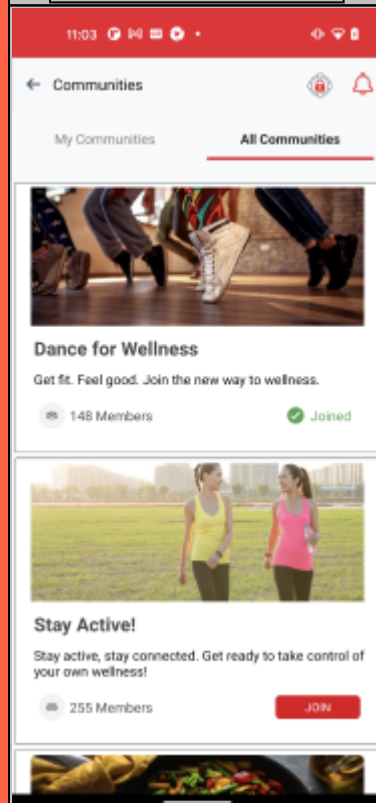 11:03
Communities
My Communities
All Communities
Dance for Wellness
Get fit. Feel good. Join the new way to wellness.
148 Members
Joined
Stay Active!
Stay active, stay connected. Get ready to take control of
your own wellness!
255 Members
JOIN